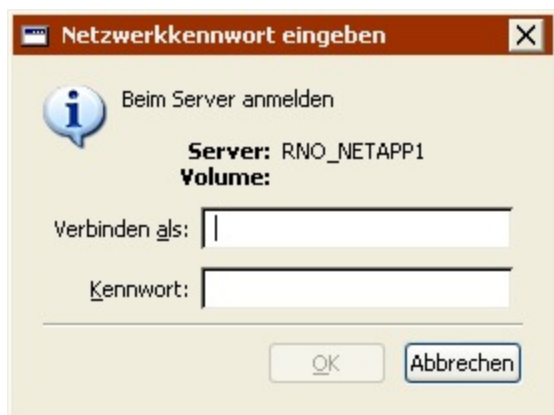 Netzwerkkennwort eingeben
Beim Server anmelden
Server: RNO_NETAPP1
Volume:
Verbinden als:
Kennwort:
OK Abbrechen